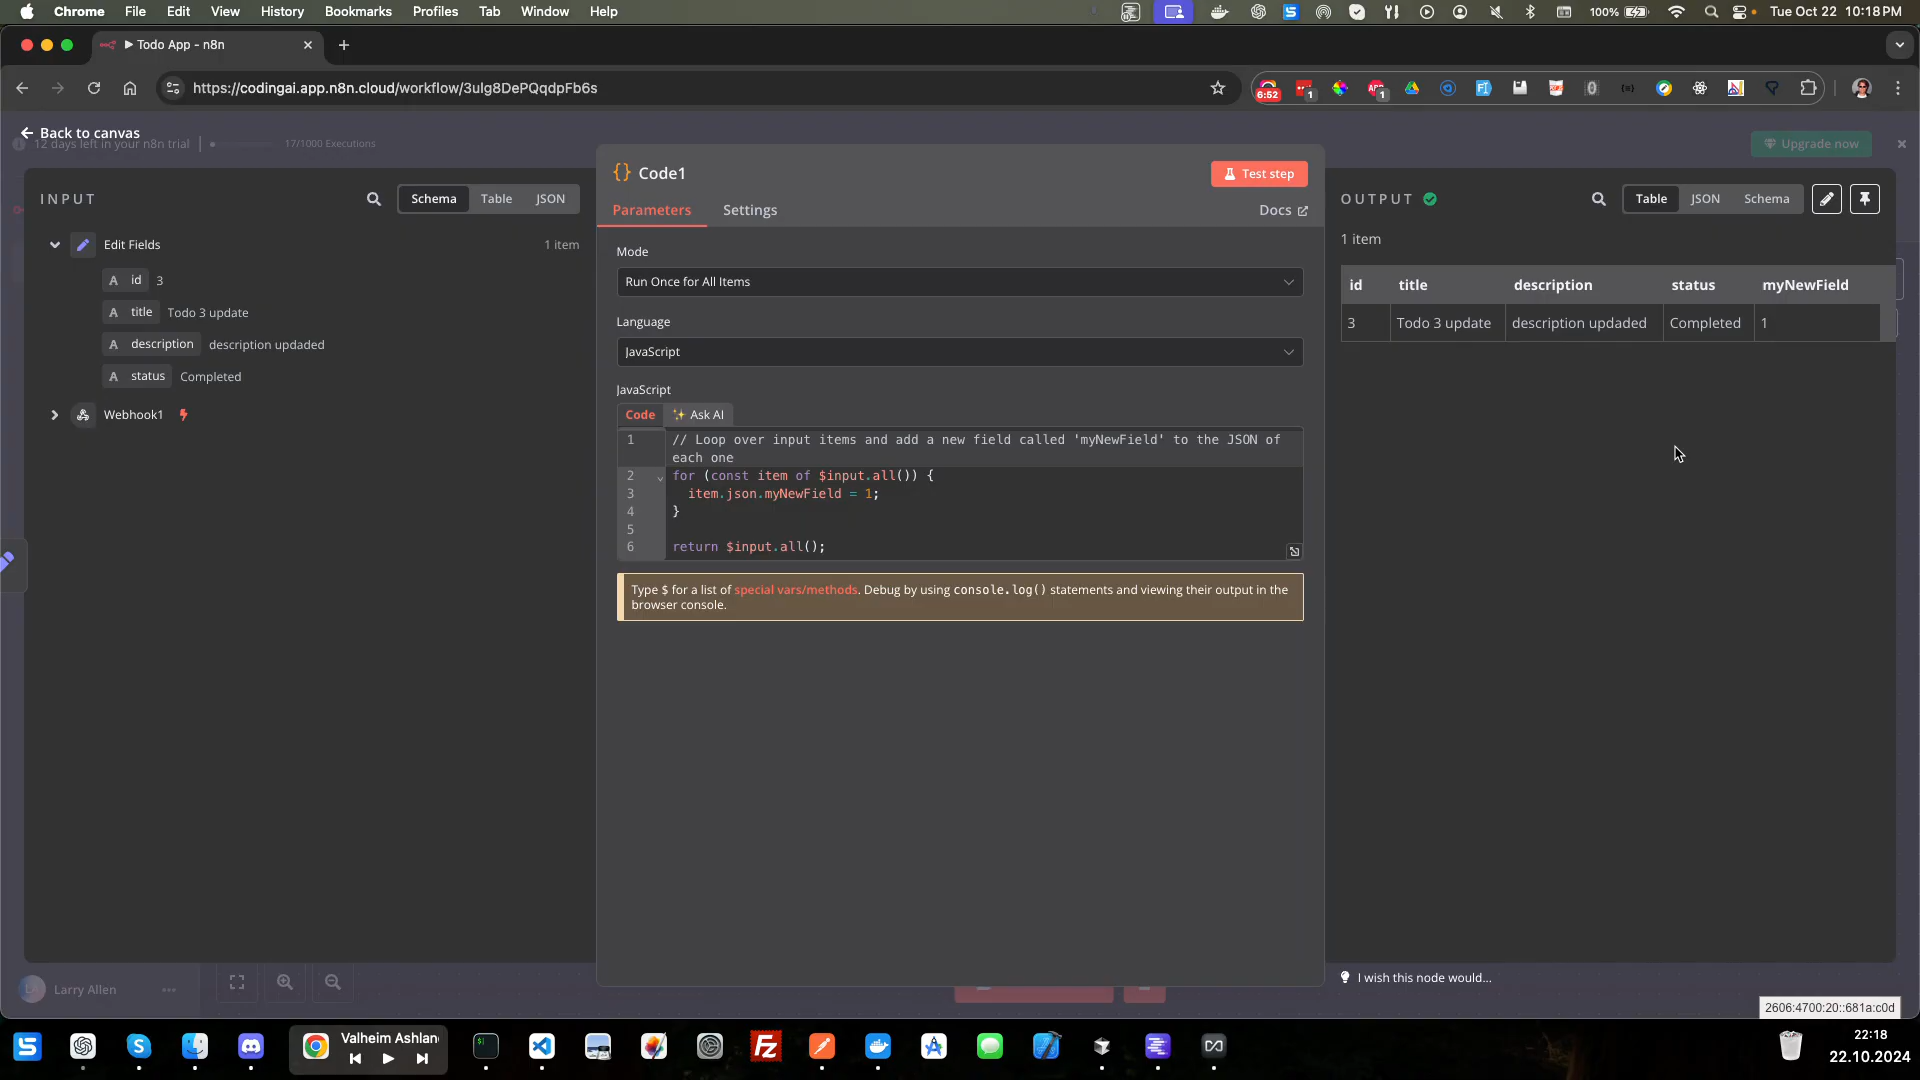 Chrome File Edit View History Bookmarks Profiles Tab Window Help 100% Tue Oct 22 10:18 PM
Todo App - n8n
https://codingai.app.n8n.cloud/workflow/3ulg8DePQqdpFb6s
6:52 1 1
Back to canvas
12 days left in your n8n trial 17/1000 Executions Upgrade now
INPUT Schema Table JSON
Edit Fields 1 item
A id 3
A title Todo 3 update
A description description updaded
A status Completed
Webhook1
{} Code1 Test step
Parameters Settings Docs
Mode
Run Once for All Items
Language
JavaScript
JavaScript
Code Ask AI
1 // Loop over input items and add a new field called 'myNewField' to the JSON of
each one
2 for (const item of $input.all()) {
3 item.json.myNewField = 1;
4 }
5
6 return $input.all();
Type $ for a list of special vars/methods. Debug by using console.log() statements and viewing their output in the
browser console.
OUTPUT Table JSON Schema
1 item
id title description status myNewField
3 Todo 3 update description updaded Completed 1
I wish this node would...
LA Larry Allen
2606:4700:20::681a:c0d
Valheim Ashlan
22:18
22.10.2024